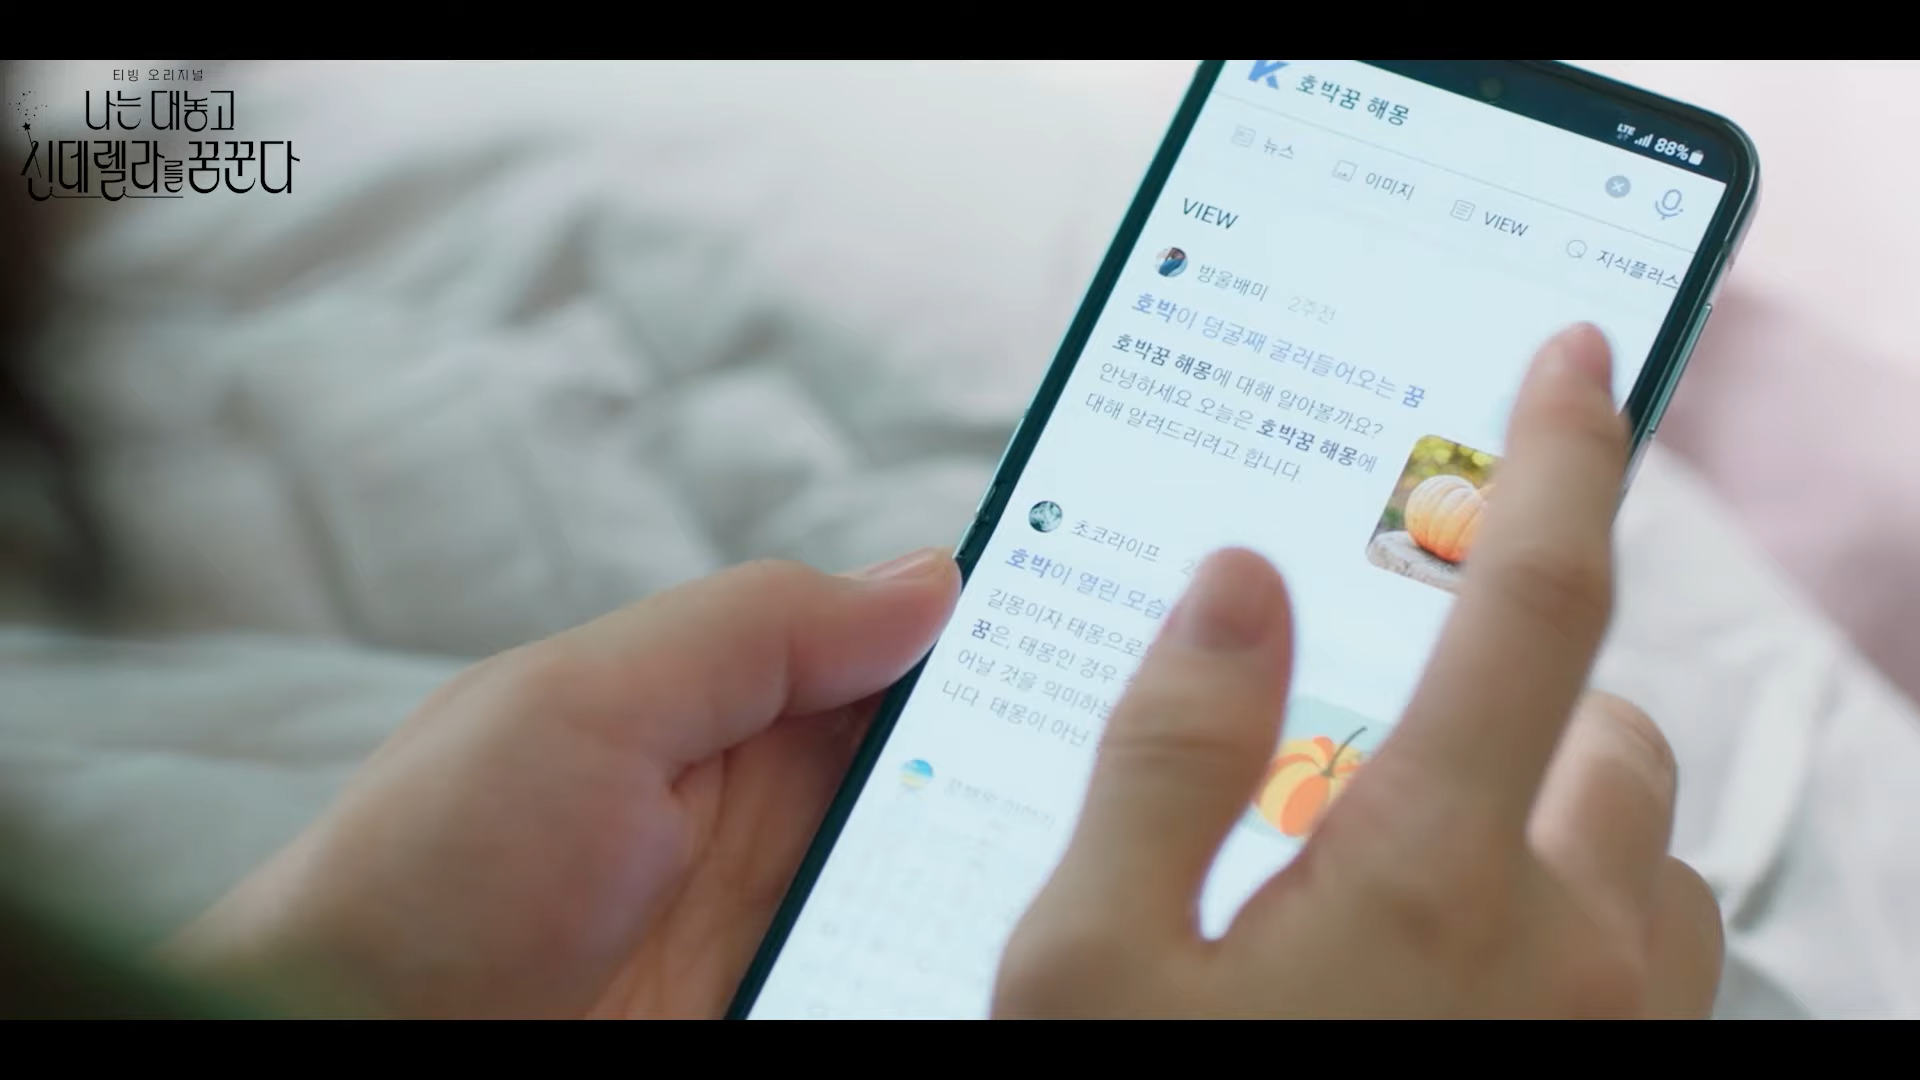 티빙 오리지널
나는 대놓고
신데렐라를 꿈꾼다
호박꿈 해몽
LTE 88%
뉴스 이미지 VIEW 지식플러스
VIEW
방울배미 2주전
호박이 덩굴째 굴러들어오는 꿈
호박꿈 해몽에 대해 알아볼까요?
안녕하세요 오늘은 호박꿈 해몽에
대해 알려드리려고 합니다.
초코라이프
호박이 열린 모습
길몽이자 태몽으로
꿈은, 태몽인 경우
어날 것을 의미하는
니다. 태몽이 아닌